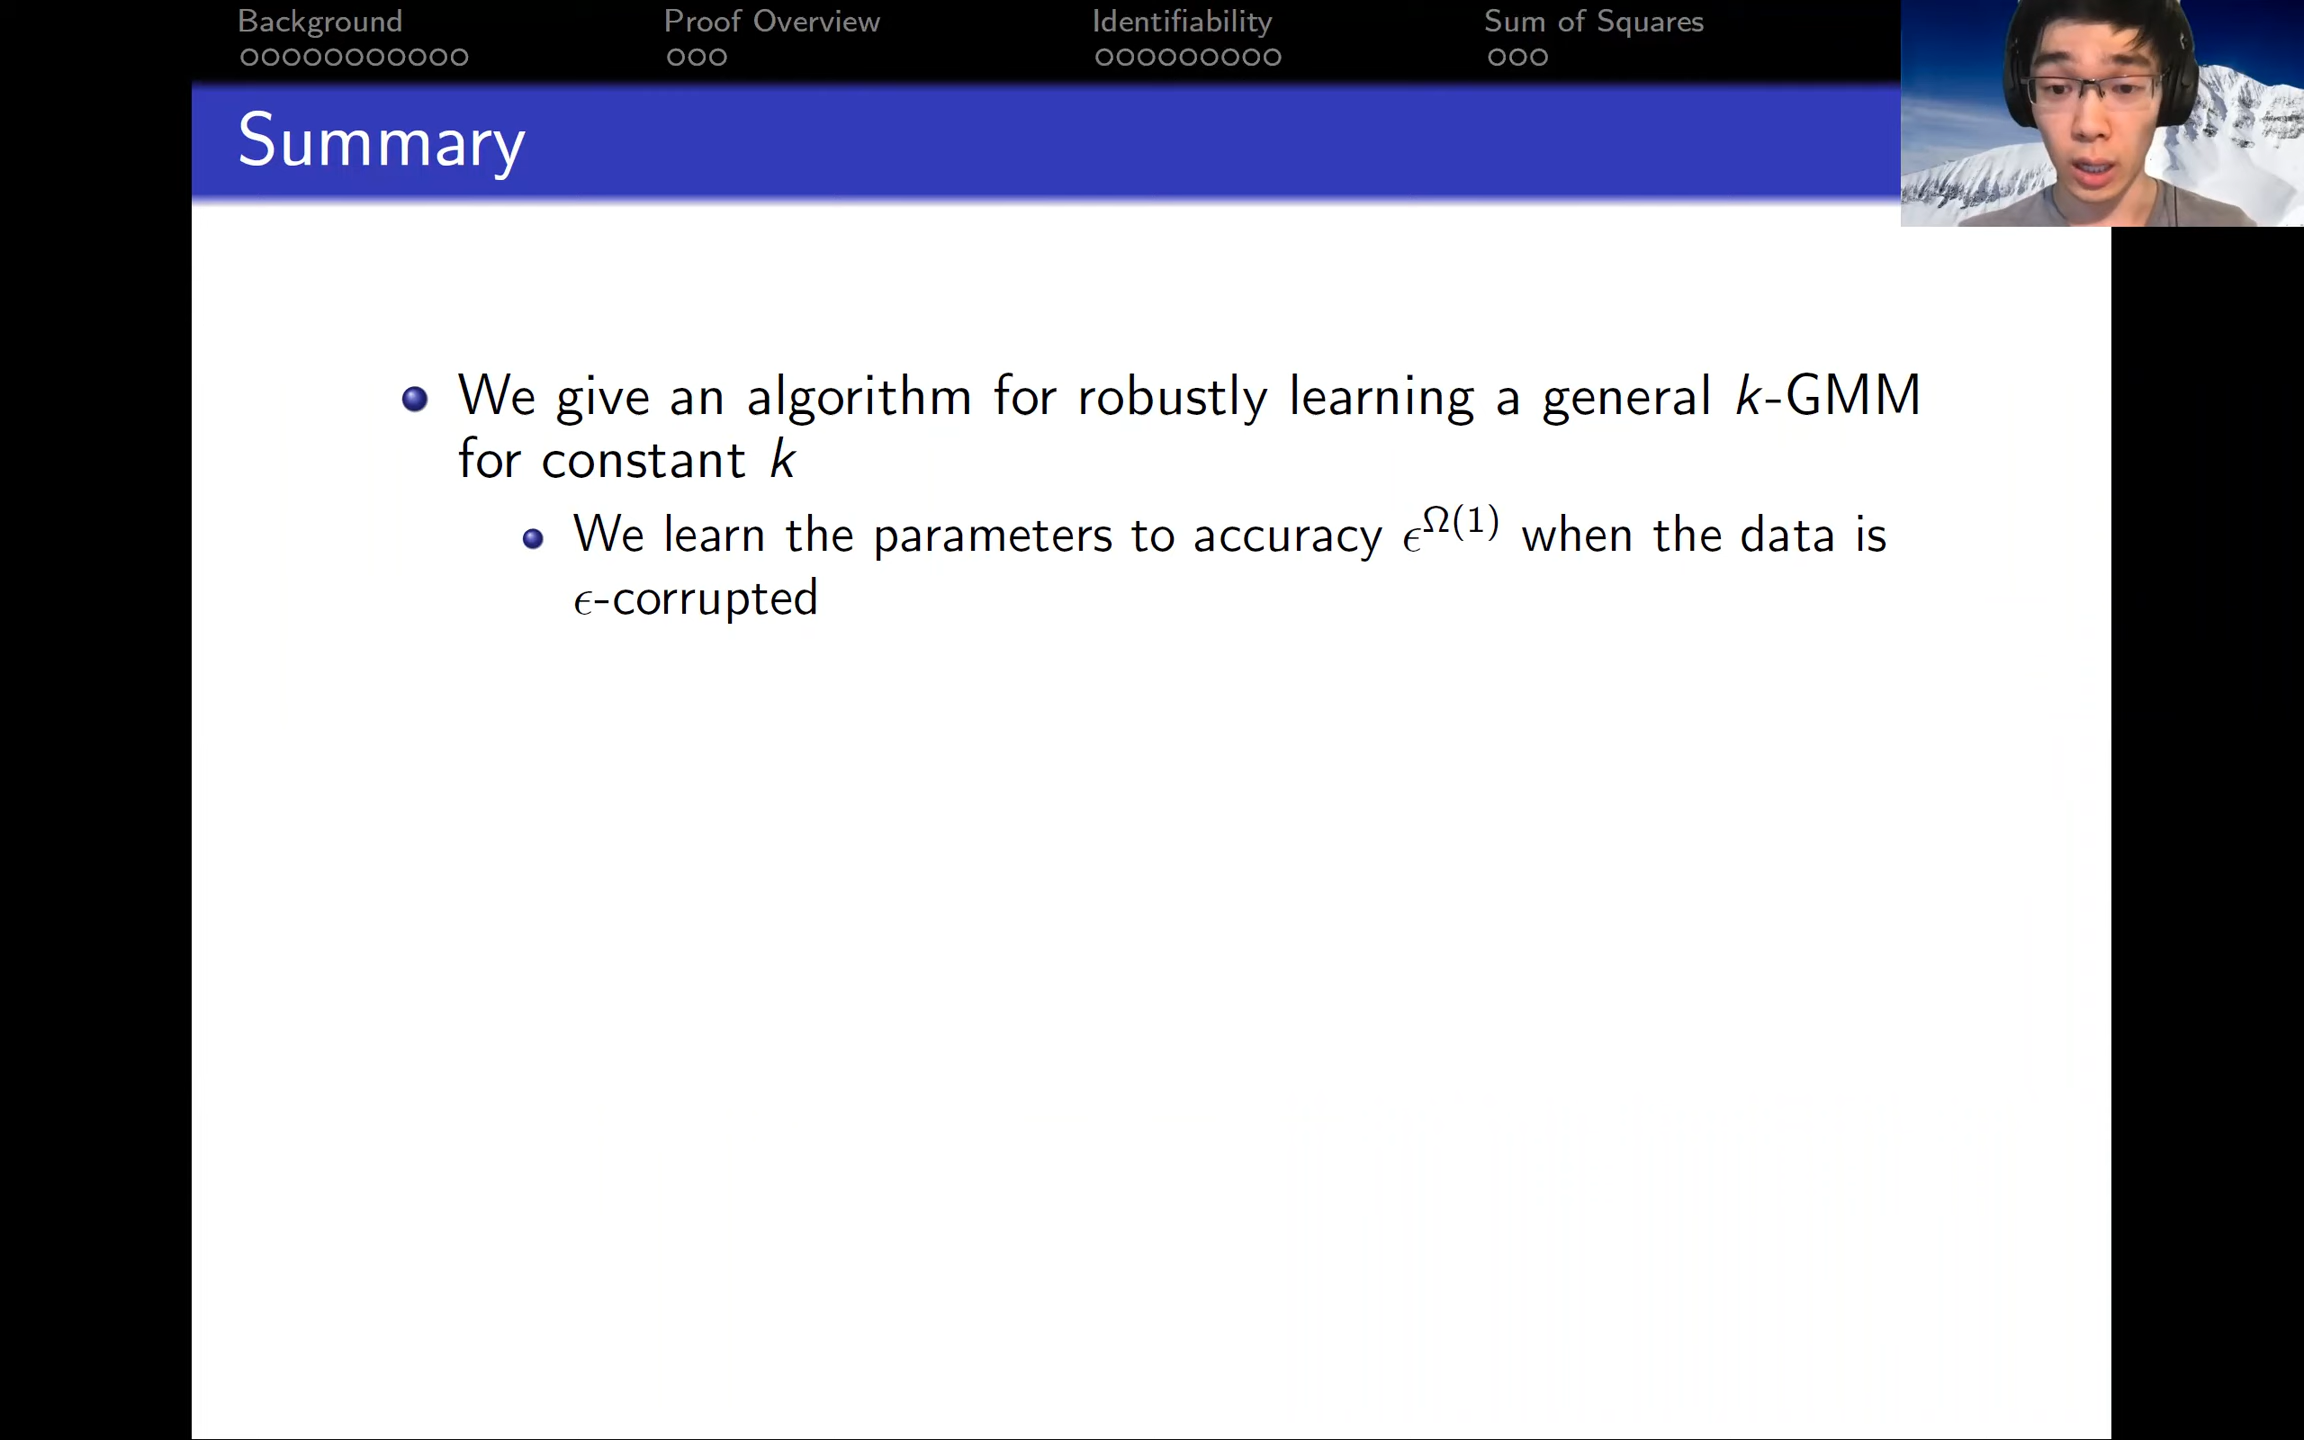 Background Proof Overview Identifiability Sum of Squares
Summary
We give an algorithm for robustly learning a general k-GMM
for constant k
We learn the parameters to accuracy ϵ^Ω(1) when the data is
ϵ-corrupted